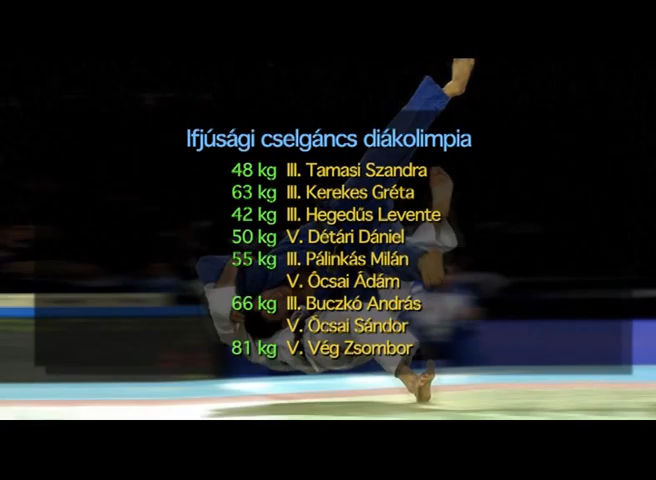 Ifjúsági cselgáncs diákolimpia
48 kg III. Tamasi Szandra
63 kg III. Kerekes Gréta
42 kg III. Hegedűs Levente
50 kg V. Détári Dániel
55 kg III. Pálinkás Milán
V. Ócsai Ádám
66 kg III. Buczkó András
V. Ócsai Sándor
81 kg V. Vég Zsombor